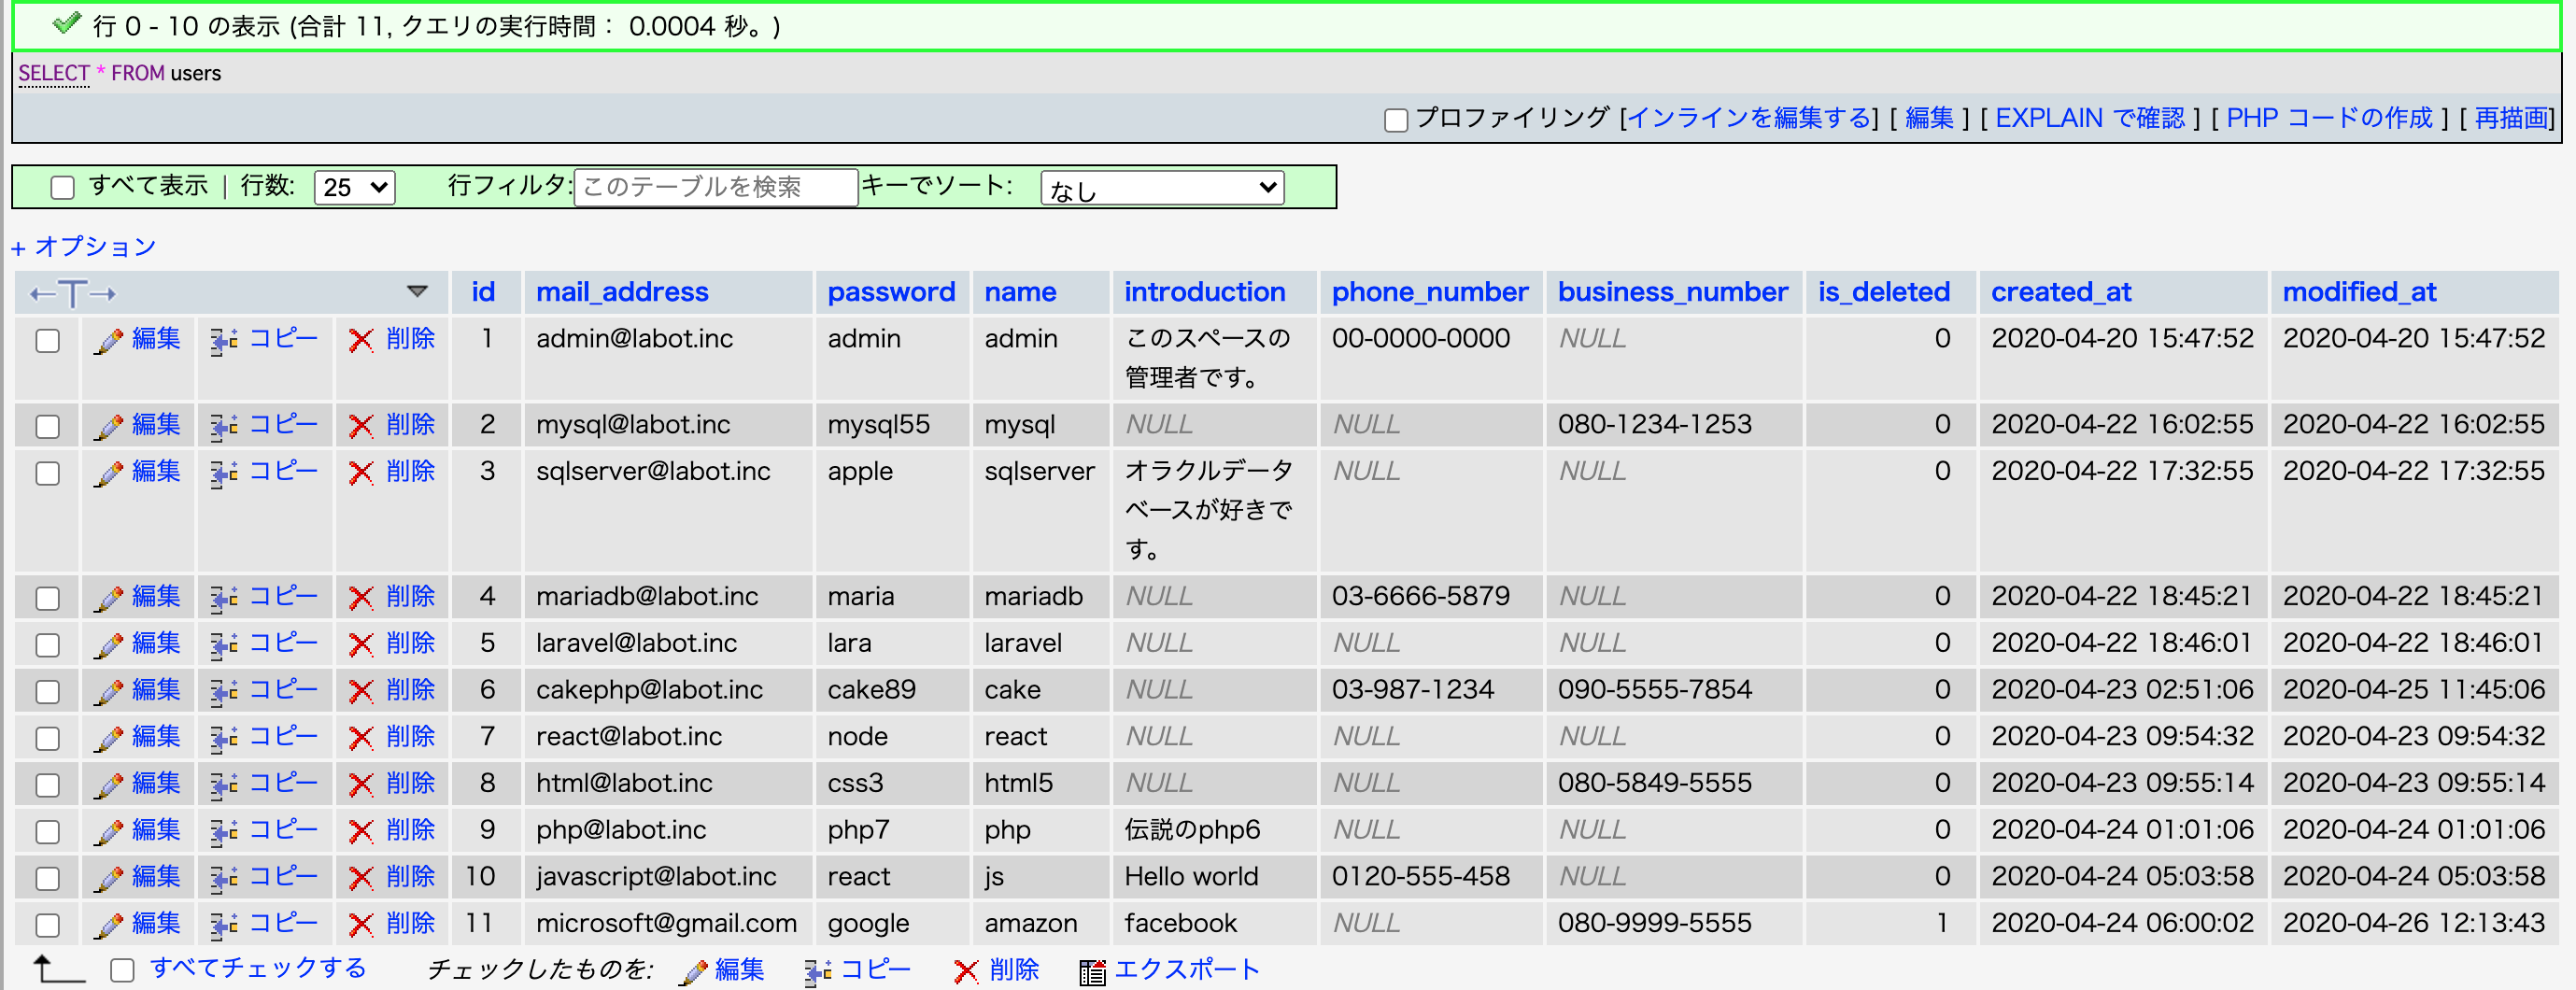 行 0 - 10 の表示 (合計 11, クエリの実行時間： 0.0004 秒。)
SELECT * FROM users
プロファイリング [インラインを編集する] [ 編集 ] [ EXPLAIN で確認 ] [ PHP コードの作成 ] [ 再描画]
すべて表示 | 行数: 25 行フィルタ: このテーブルを検索 キーでソート: なし
+ オプション
←T→ id mail_address password name introduction phone_number business_number is_deleted created_at modified_at
編集 コピー 削除 1 admin@labot.inc admin admin このスペースの 00-0000-0000 NULL 0 2020-04-20 15:47:52 2020-04-20 15:47:52
管理者です。
編集 コピー 削除 2 mysql@labot.inc mysql55 mysql NULL NULL 080-1234-1253 0 2020-04-22 16:02:55 2020-04-22 16:02:55
編集 コピー 削除 3 sqlserver@labot.inc apple sqlserver オラクルデータ NULL NULL 0 2020-04-22 17:32:55 2020-04-22 17:32:55
ベースが好きで
す。
編集 コピー 削除 4 mariadb@labot.inc maria mariadb NULL 03-6666-5879 NULL 0 2020-04-22 18:45:21 2020-04-22 18:45:21
編集 コピー 削除 5 laravel@labot.inc lara laravel NULL NULL NULL 0 2020-04-22 18:46:01 2020-04-22 18:46:01
編集 コピー 削除 6 cakephp@labot.inc cake89 cake NULL 03-987-1234 090-5555-7854 0 2020-04-23 02:51:06 2020-04-25 11:45:06
編集 コピー 削除 7 react@labot.inc node react NULL NULL NULL 0 2020-04-23 09:54:32 2020-04-23 09:54:32
編集 コピー 削除 8 html@labot.inc css3 html5 NULL NULL 080-5849-5555 0 2020-04-23 09:55:14 2020-04-23 09:55:14
編集 コピー 削除 9 php@labot.inc php7 php 伝説のphp6 NULL NULL 0 2020-04-24 01:01:06 2020-04-24 01:01:06
編集 コピー 削除 10 javascript@labot.inc react js Hello world 0120-555-458 NULL 0 2020-04-24 05:03:58 2020-04-24 05:03:58
編集 コピー 削除 11 microsoft@gmail.com google amazon facebook NULL 080-9999-5555 1 2020-04-24 06:00:02 2020-04-26 12:13:43
すべてチェックする チェックしたものを: 編集 コピー 削除 エクスポート